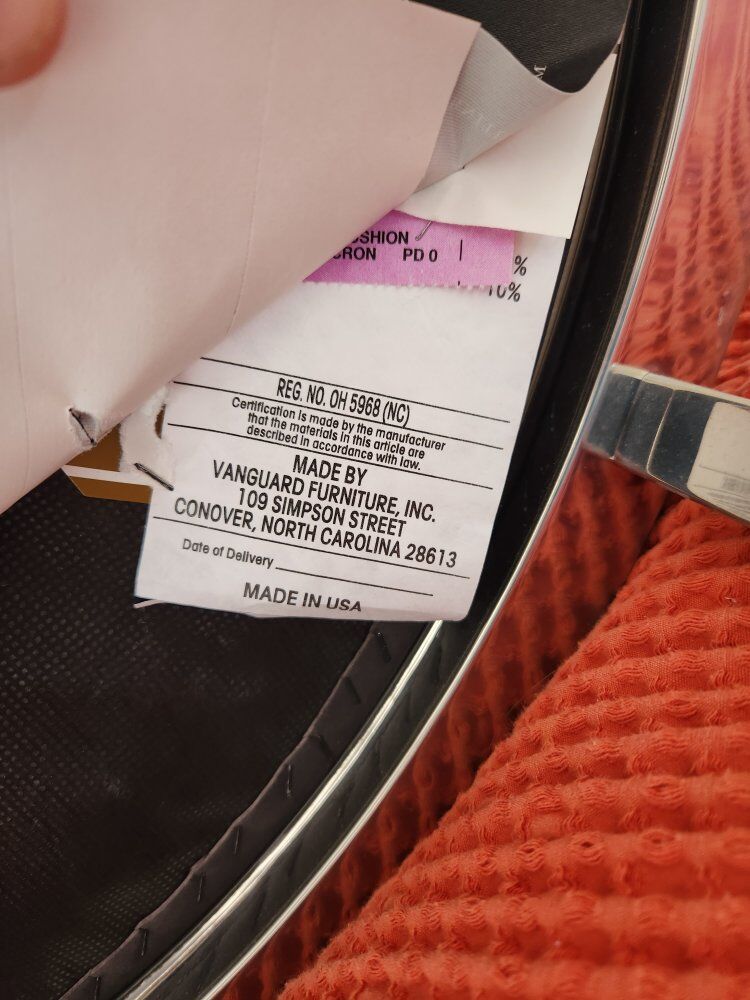 SHION
CRON PD 0
%
10%
REG. NO. OH 5968 (NC)
Certification is made by the manufacturer
that the materials in this article are
described in accordance with law.
MADE BY
VANGUARD FURNITURE, INC.
109 SIMPSON STREET
CONOVER, NORTH CAROLINA 28613
Date of Delivery
MADE IN USA